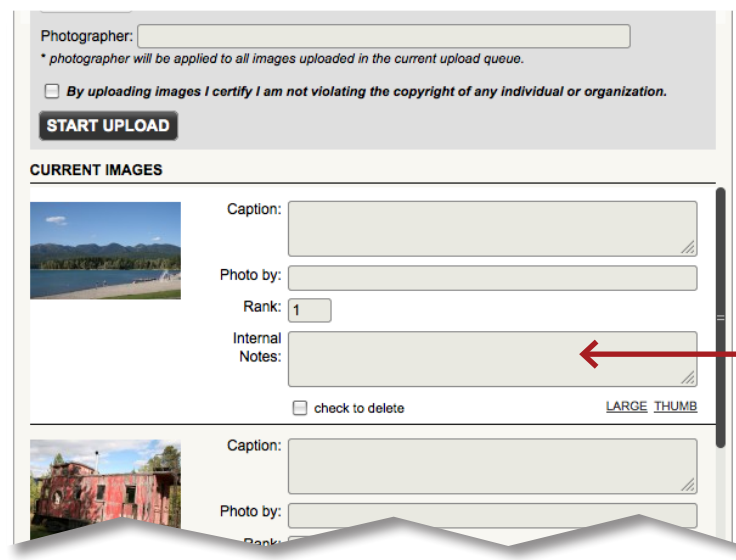 Photographer:
* photographer will be applied to all images uploaded in the current upload queue.
By uploading images I certify I am not violating the copyright of any individual or organization.
START UPLOAD
CURRENT IMAGES
Caption:
Photo by:
Rank: 1
Internal
Notes:
check to delete LARGE THUMB
Caption:
Photo by:
Rank: